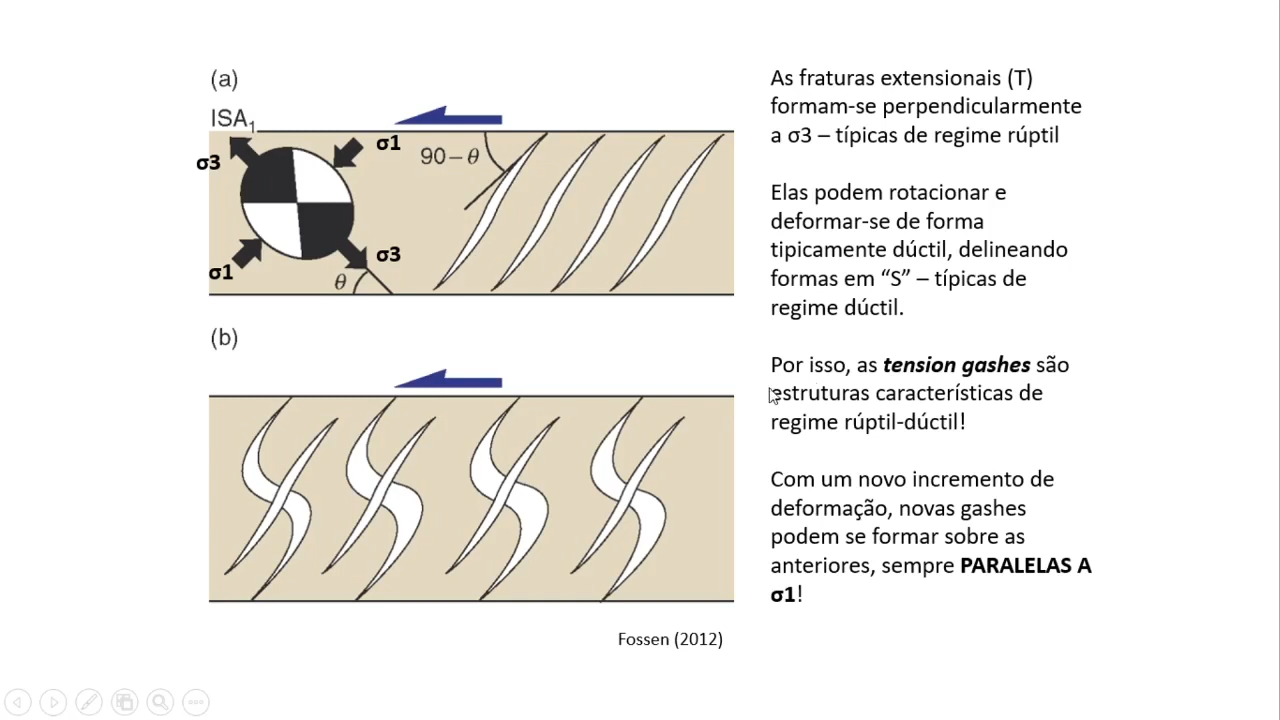 (a)
ISA1
σ1
σ3
90 – θ
σ3
σ1
θ
(b)
As fraturas extensionais (T)
formam-se perpendicularmente
a σ3 – típicas de regime rúptil
Elas podem rotacionar e
deformar-se de forma
tipicamente dúctil, delineando
formas em “S” – típicas de
regime dúctil.
Por isso, as tension gashes são
estruturas características de
regime rúptil-dúctil!
Com um novo incremento de
deformação, novas gashes
podem se formar sobre as
anteriores, sempre PARALELAS A
σ1!
Fossen (2012)